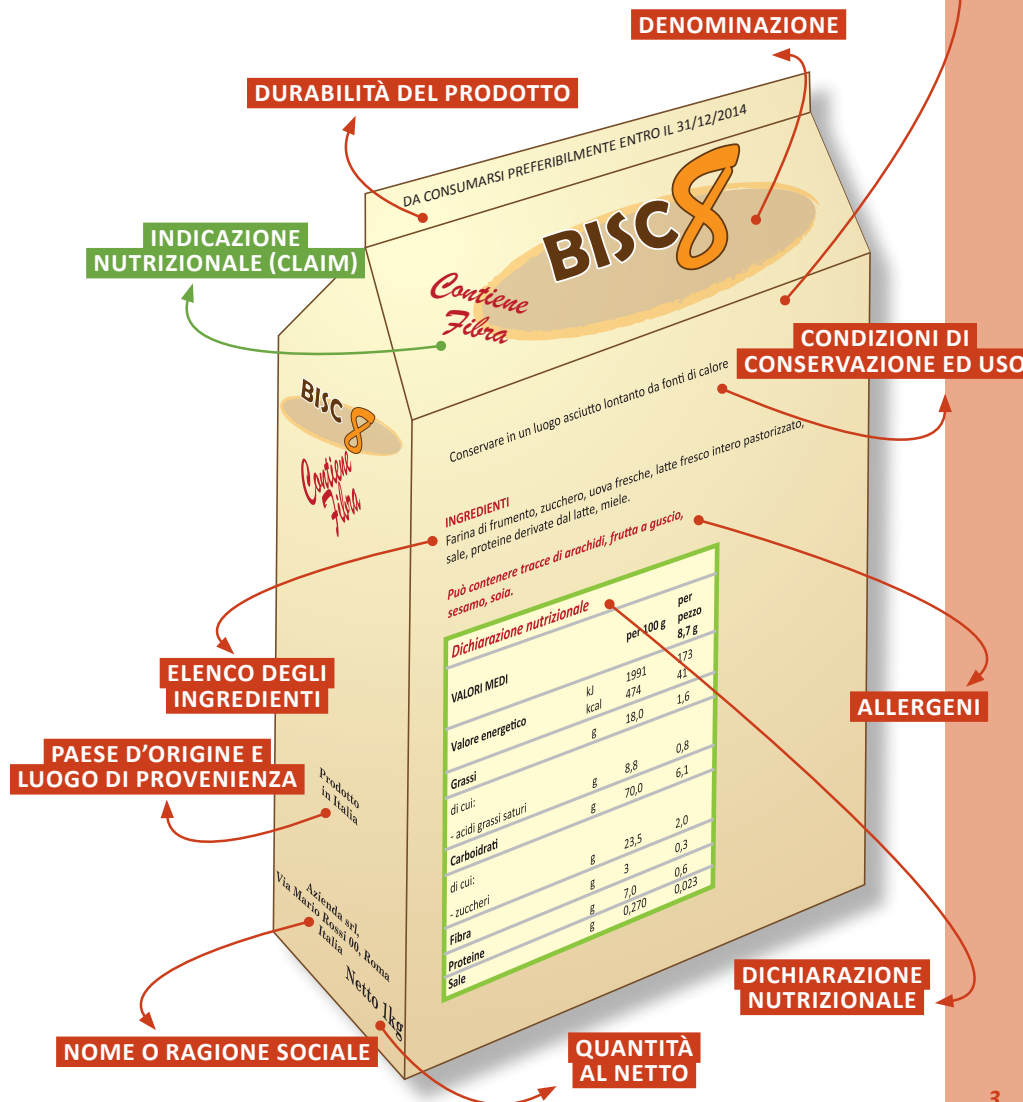 DENOMINAZIONE
DURABILITÀ DEL PRODOTTO
DA CONSUMARSI PREFERIBILMENTE ENTRO IL 31/12/2014
BISC8
INDICAZIONE
NUTRIZIONALE (CLAIM)
Contiene
Fibra
CONDIZIONI DI
CONSERVAZIONE ED USO
BISC8
Contiene
Fibra
Conservare in un luogo asciutto lontanto da fonti di calore
INGREDIENTI
Farina di frumento, zucchero, uova fresche, latte fresco intero pastorizzato,
sale, proteine derivate dal latte, miele.
Può contenere tracce di arachidi, frutta a guscio,
sesamo, soia.
Dichiarazione nutrizionale
VALORI MEDI per 100 g per
pezzo
8,7 g
Valore energetico kJ 1991 173
kcal 474 41
Grassi g 18,0 1,6
di cui:
- acidi grassi saturi g 8,8 0,8
Carboidrati g 70,0 6,1
di cui:
- zuccheri g 23,5 2,0
Fibra g 3 0,3
Proteine g 7,0 0,6
Sale g 0,270 0,023
ELENCO DEGLI
INGREDIENTI
ALLERGENI
PAESE D'ORIGINE E
LUOGO DI PROVENIENZA
Prodotto
in Italia
Azienda srl,
Via Mario Rossi 00, Roma
Italia
Netto 1kg
DICHIARAZIONE
NUTRIZIONALE
NOME O RAGIONE SOCIALE
QUANTITÀ
AL NETTO
3